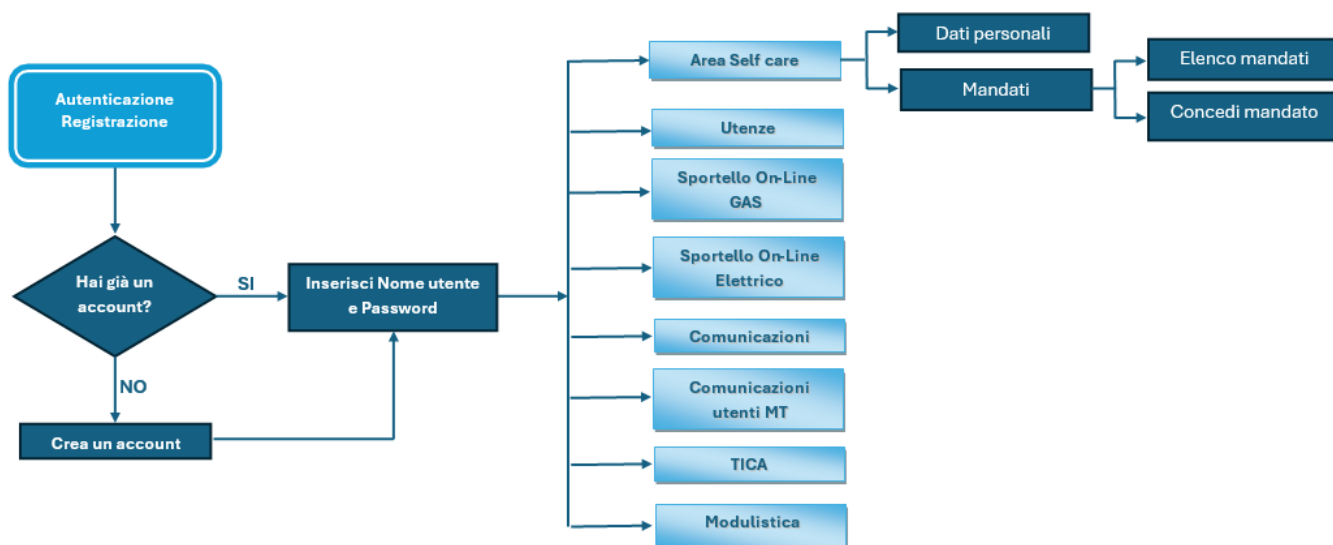 Autenticazione
Registrazione
Hai già un
account?
SI
NO
Crea un account
Inserisci Nome utente
e Password
Area Self care
Utenze
Sportello On-Line
GAS
Sportello On-Line
Elettrico
Comunicazioni
Comunicazioni
utenti MT
TICA
Modulistica
Dati personali
Mandati
Elenco mandati
Concedi mandato